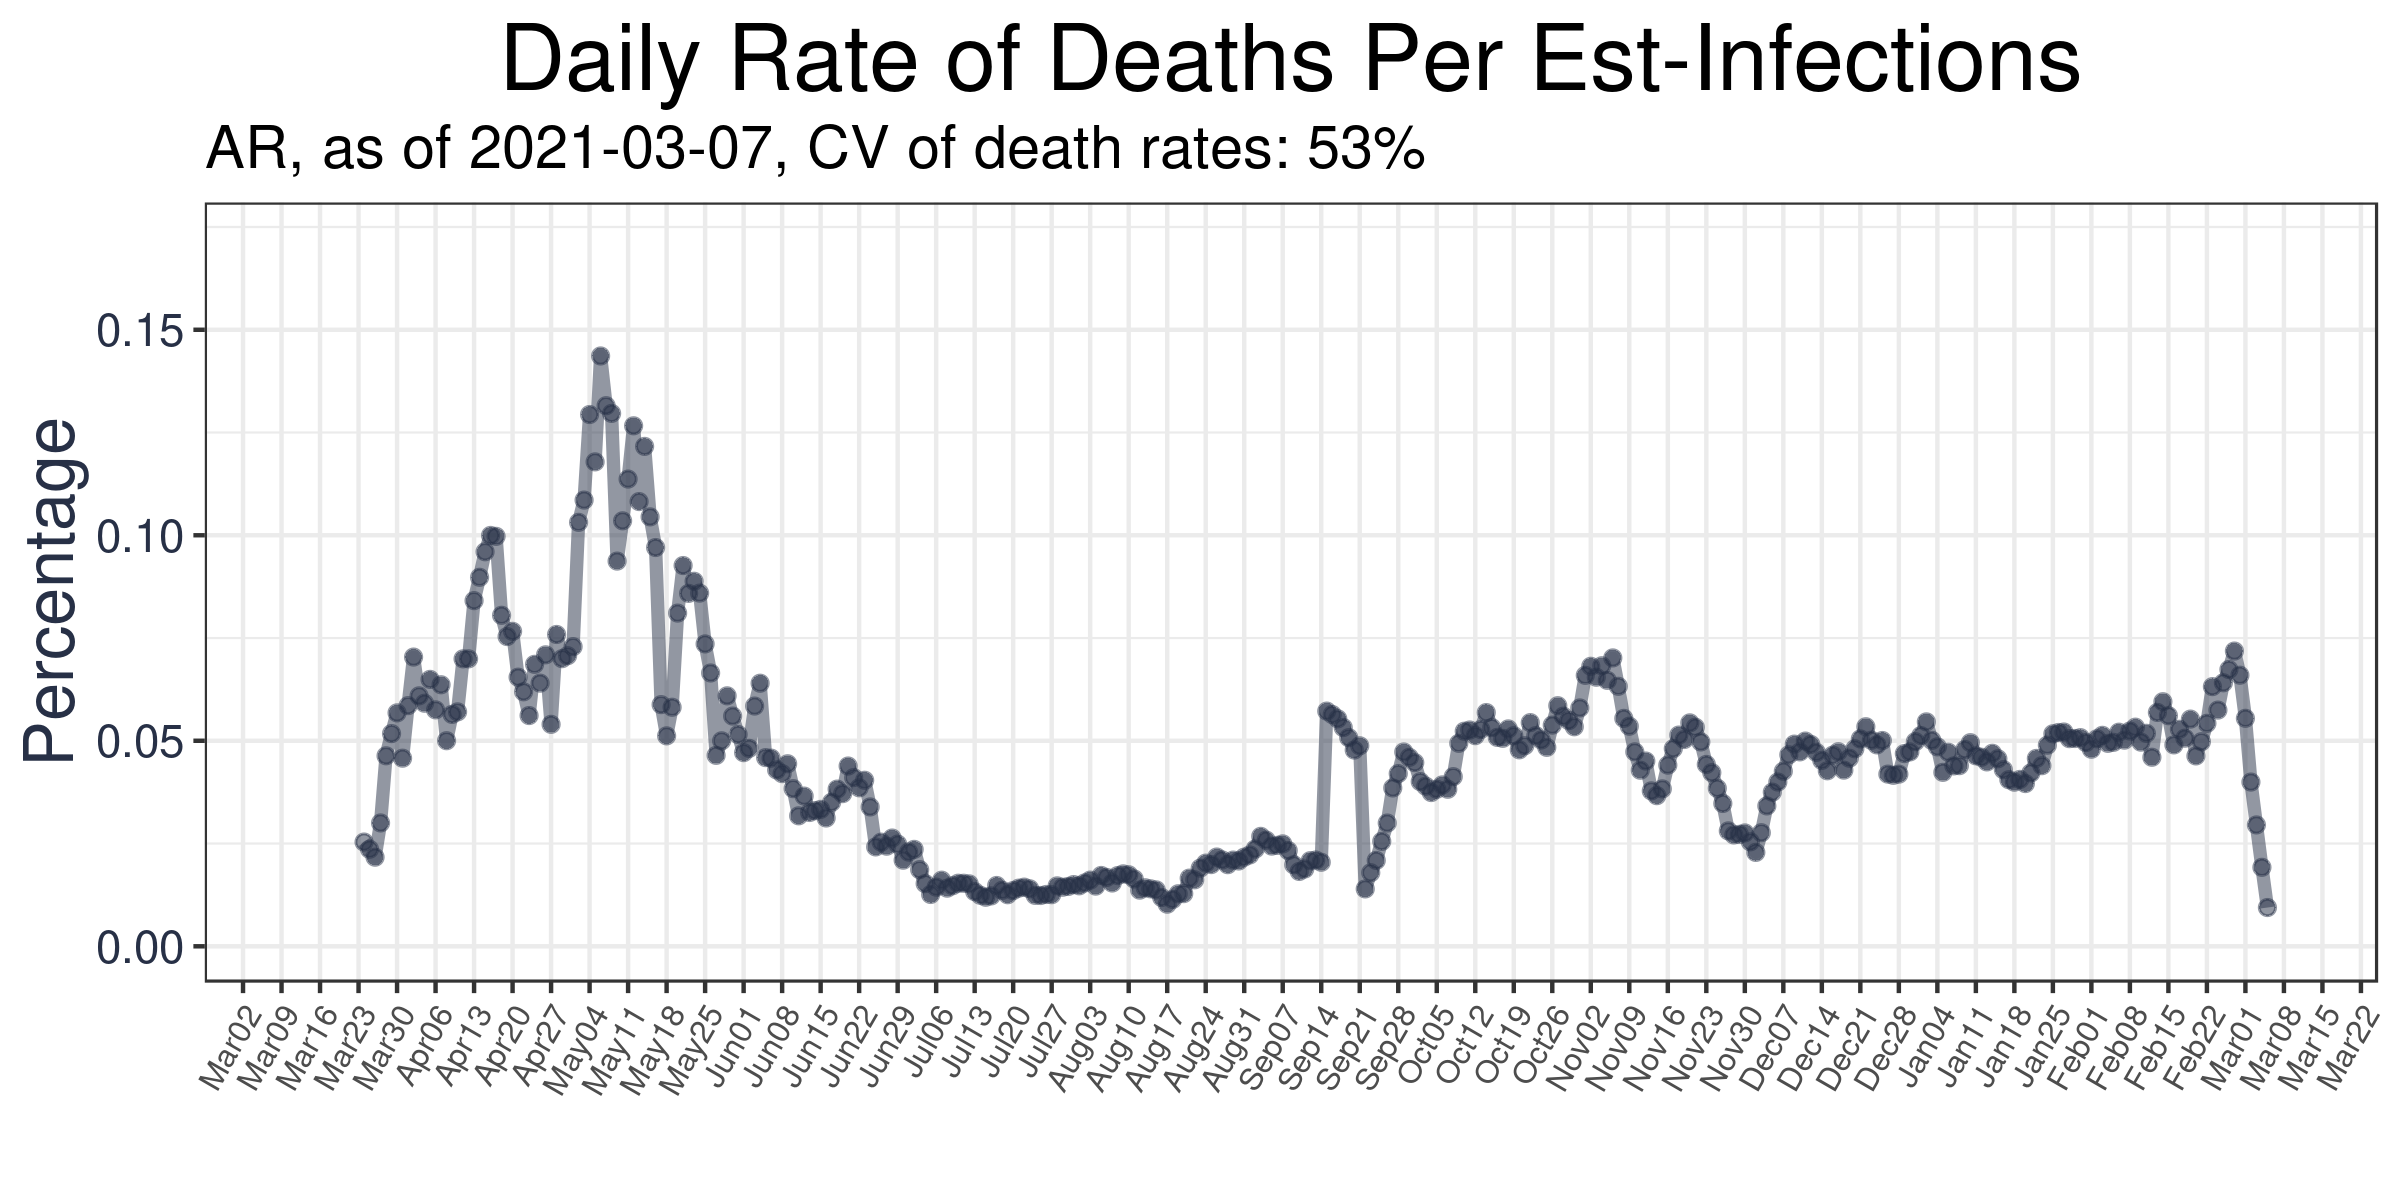 Daily Rate of Deaths Per Est-Infections
AR, as of 2021-03-07, CV of death rates: 53%
Percentage
0.15
0.10
0.05
0.00
Mar02
Mar09
Mar16
Mar23
Mar30
Apr06
Apr13
Apr20
Apr27
May04
May11
May18
May25
Jun01
Jun08
Jun15
Jun22
Jun29
Jul06
Jul13
Jul20
Jul27
Aug03
Aug10
Aug17
Aug24
Aug31
Sep07
Sep14
Sep21
Sep28
Oct05
Oct12
Oct19
Oct26
Nov02
Nov09
Nov16
Nov23
Nov30
Dec07
Dec14
Dec21
Dec28
Jan04
Jan11
Jan18
Jan25
Feb01
Feb08
Feb15
Feb22
Mar01
Mar08
Mar15
Mar22